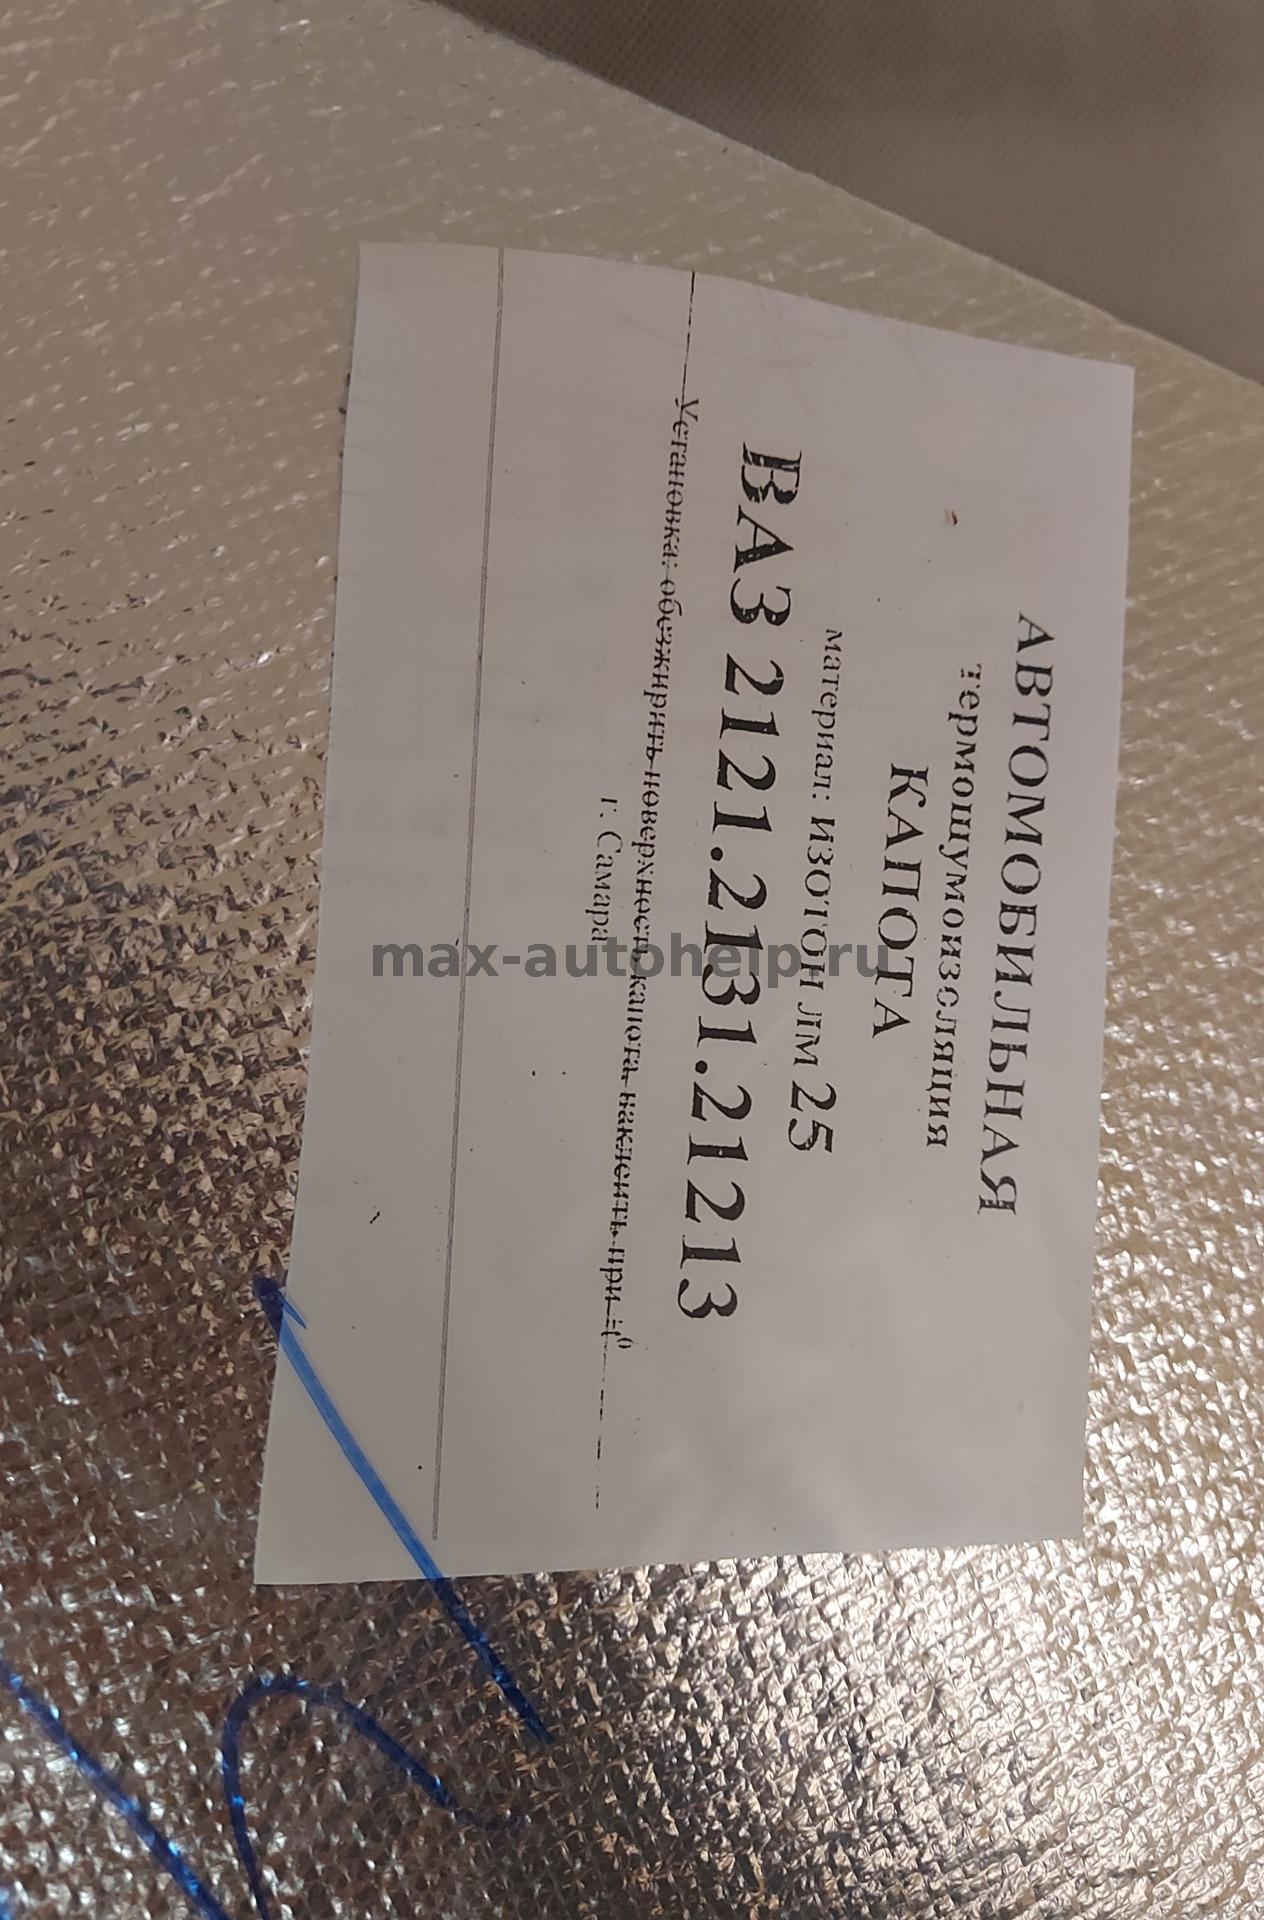 АВТОМОБИЛЬНАЯ
термошумоизоляция
КАПОТА
материал: изотон лм 25
ВАЗ 2121.2131.21213
Установка: обезжирить поверхность капота, наклеить при
г. Самара
max-autohelp.ru